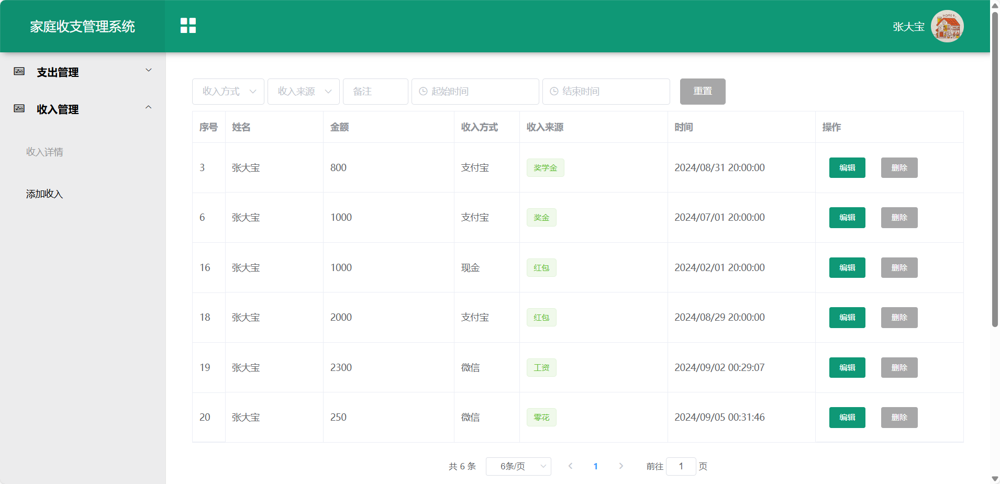 家庭收支管理系统
张大宝
HOME
支出管理
收入管理
收入详情
添加收入
收入方式 收入来源 备注 起始时间 结束时间 重置
序号 姓名 金额 收入方式 收入来源 时间 操作
3 张大宝 800 支付宝 奖学金 2024/08/31 20:00:00 编辑 删除
6 张大宝 1000 支付宝 奖金 2024/07/01 20:00:00 编辑 删除
16 张大宝 1000 现金 红包 2024/02/01 20:00:00 编辑 删除
18 张大宝 2000 支付宝 红包 2024/08/29 20:00:00 编辑 删除
19 张大宝 2300 微信 工资 2024/09/02 00:29:07 编辑 删除
20 张大宝 250 微信 零花 2024/09/05 00:31:46 编辑 删除
共 6 条 6条/页 1 前往 1 页